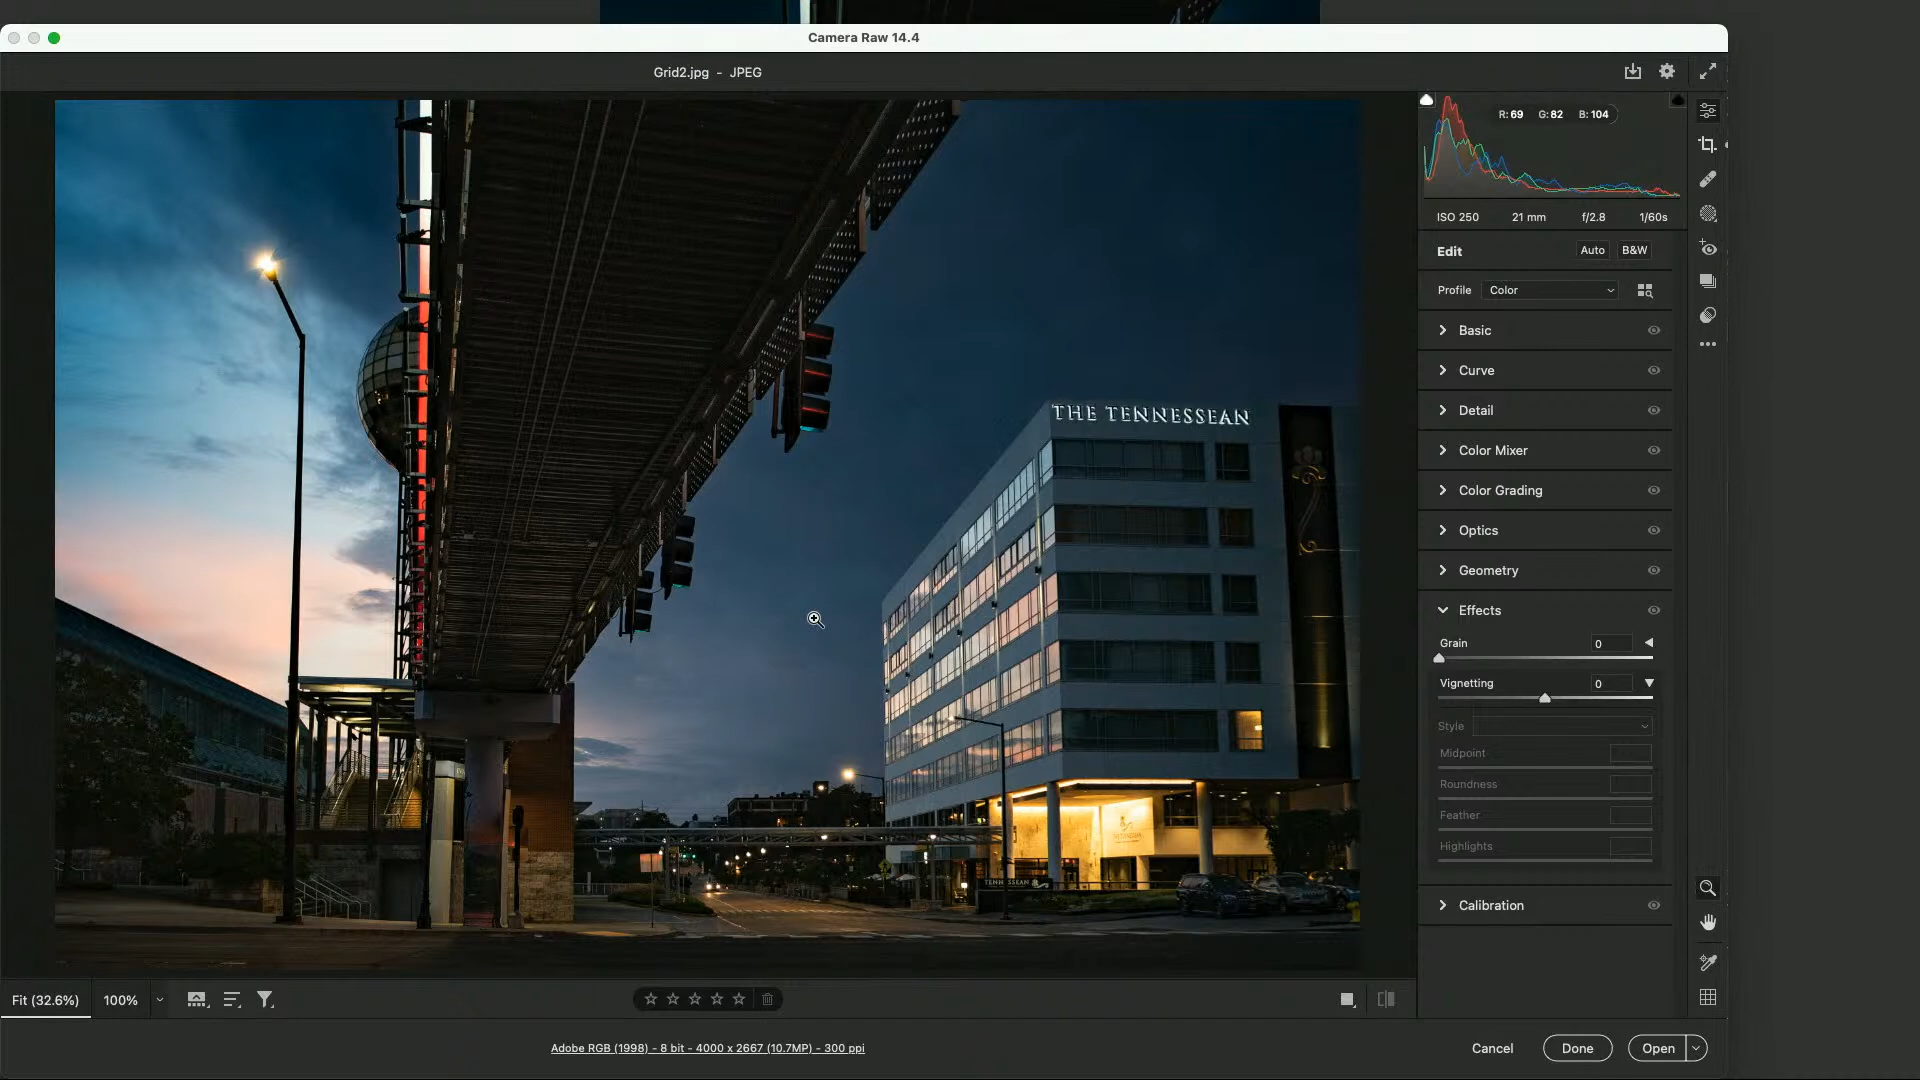 Camera Raw 14.4
Grid2.jpg - JPEG
R: 69 G: 82 B: 104
ISO 250 21 mm f/2.8 1/60s
Edit Auto B&W
Profile Color
Basic
Curve
Detail
THE TENNESSEAN
Color Mixer
Color Grading
Optics
Geometry
Effects
Grain 0
Vignetting 0
Style
Midpoint
Roundness
Feather
Highlights
TENNESSEAN
Calibration
Fit (32.6%) 100%
Adobe RGB (1998) - 8 bit - 4000 x 2667 (10.7MP) - 300 ppi
Cancel Done Open